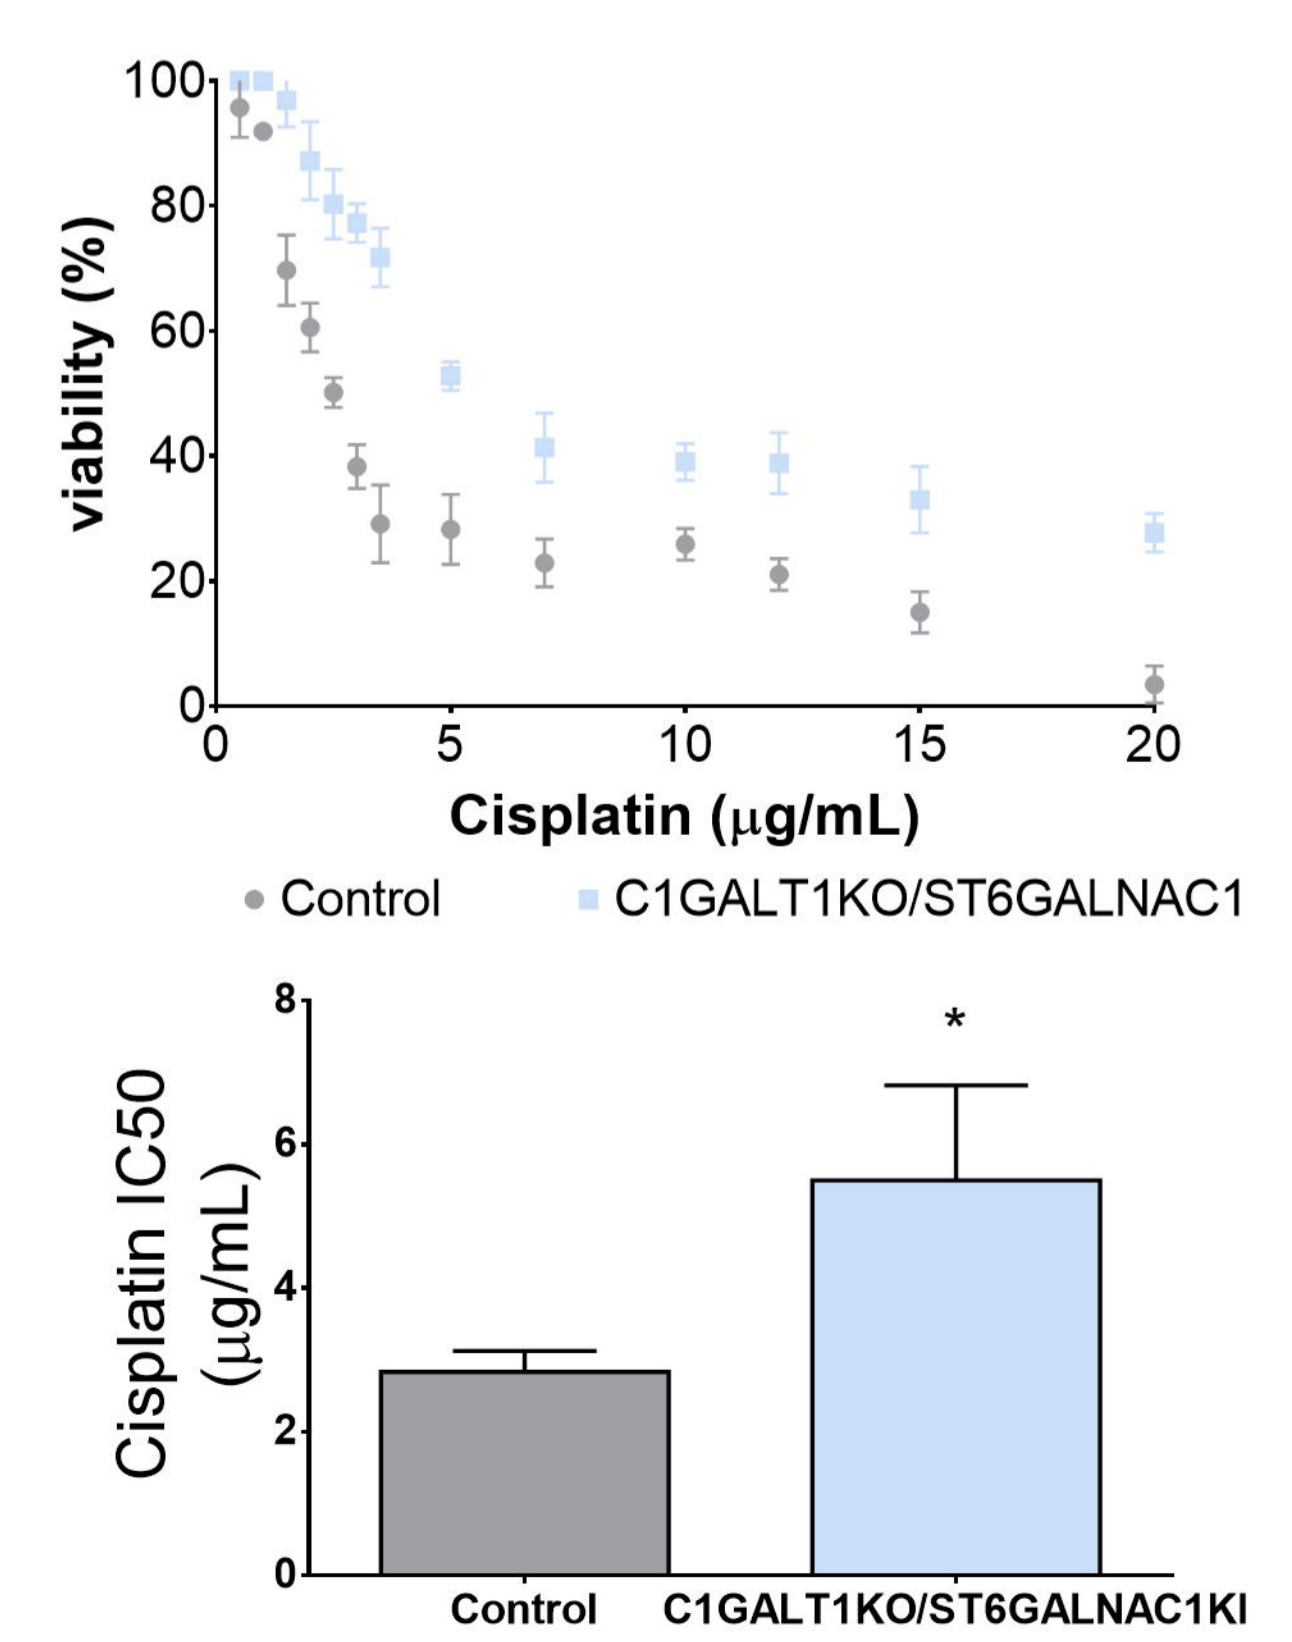 100
80
60
40
20
0
viability (%)
0 5 10 15 20
Cisplatin (μg/mL)
Control C1GALT1KO/ST6GALNAC1
8
6
4
2
0
Cisplatin IC50
(μg/mL)
*
Control C1GALT1KO/ST6GALNAC1KI